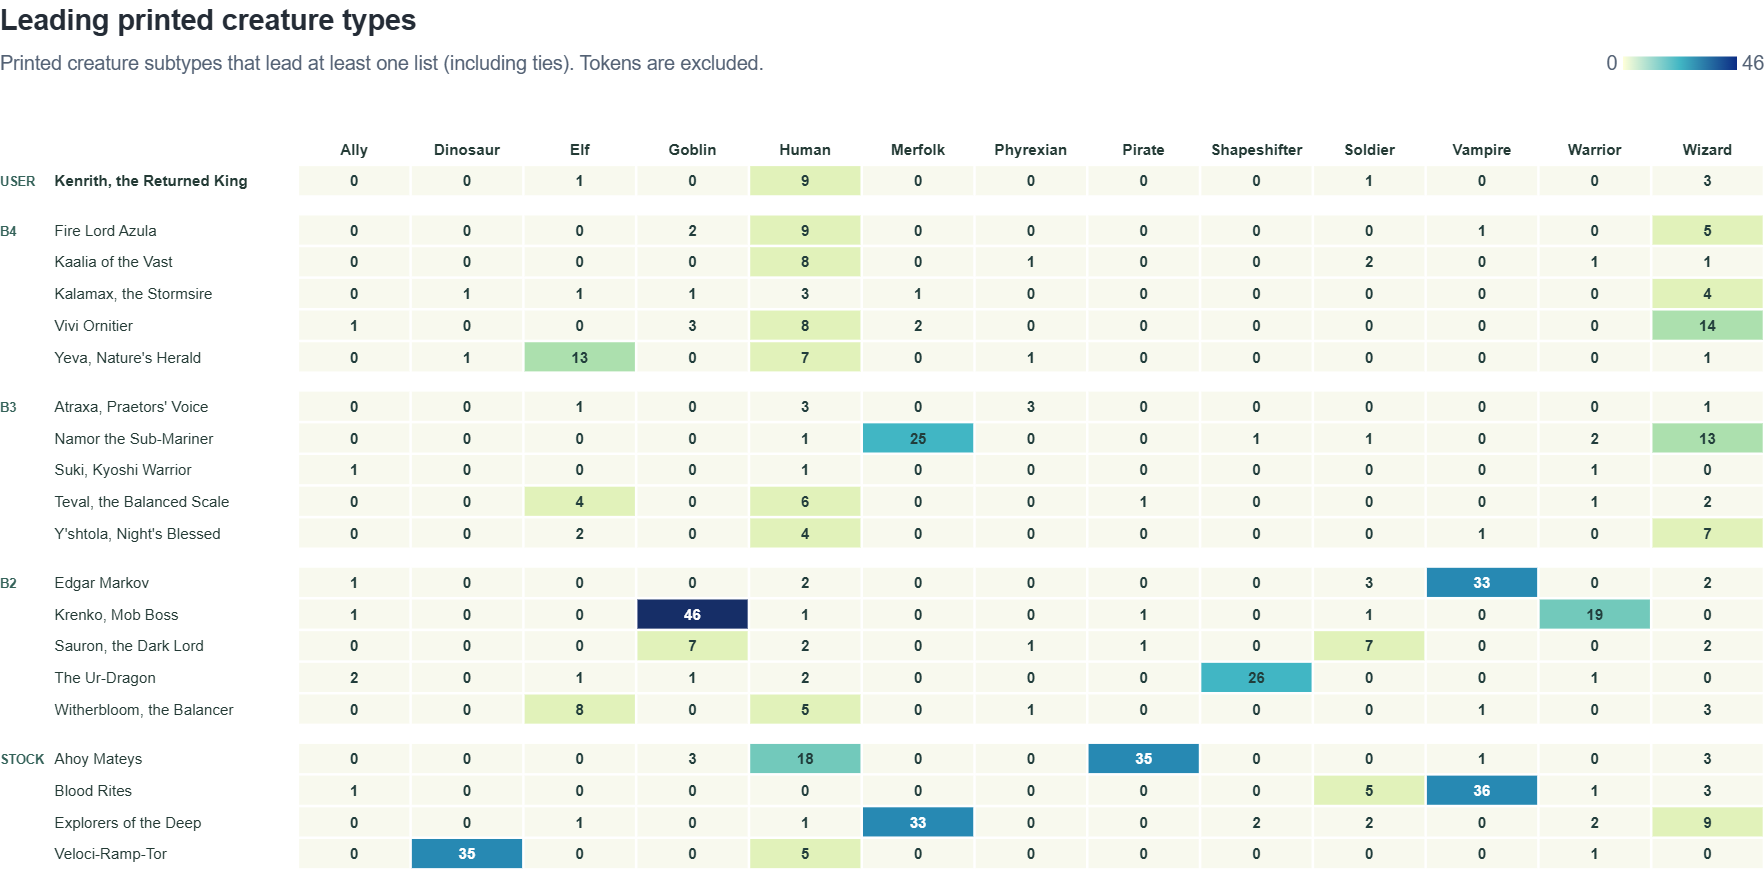 Leading printed creature types
Printed creature subtypes that lead at least one list (including ties). Tokens are excluded.
0 46
Ally Dinosaur Elf Goblin Human Merfolk Phyrexian Pirate Shapeshifter Soldier Vampire Warrior Wizard
USER Kenrith, the Returned King 0 0 1 0 9 0 0 0 0 1 0 0 3
B4 Fire Lord Azula 0 0 0 2 9 0 0 0 0 0 1 0 5
Kaalia of the Vast 0 0 0 0 8 0 1 0 0 2 0 1 1
Kalamax, the Stormsire 0 1 1 1 3 1 0 0 0 0 0 0 4
Vivi Ornitier 1 0 0 3 8 2 0 0 0 0 0 0 14
Yeva, Nature's Herald 0 1 13 0 7 0 1 0 0 0 0 0 1
B3 Atraxa, Praetors' Voice 0 0 1 0 3 0 3 0 0 0 0 0 1
Namor the Sub-Mariner 0 0 0 0 1 25 0 0 1 1 0 2 13
Suki, Kyoshi Warrior 1 0 0 0 1 0 0 0 0 0 0 1 0
Teval, the Balanced Scale 0 0 4 0 6 0 0 1 0 0 0 1 2
Y'shtola, Night's Blessed 0 0 2 0 4 0 0 0 0 0 1 0 7
B2 Edgar Markov 1 0 0 0 2 0 0 0 0 3 33 0 2
Krenko, Mob Boss 1 0 0 46 1 0 0 1 0 1 0 19 0
Sauron, the Dark Lord 0 0 0 7 2 0 1 1 0 7 0 0 2
The Ur-Dragon 2 0 1 1 2 0 0 0 26 0 0 1 0
Witherbloom, the Balancer 0 0 8 0 5 0 1 0 0 0 1 0 3
STOCK Ahoy Mateys 0 0 0 3 18 0 0 35 0 0 1 0 3
Blood Rites 1 0 0 0 0 0 0 0 0 5 36 1 3
Explorers of the Deep 0 0 1 0 1 33 0 0 2 2 0 2 9
Veloci-Ramp-Tor 0 35 0 0 5 0 0 0 0 0 0 1 0